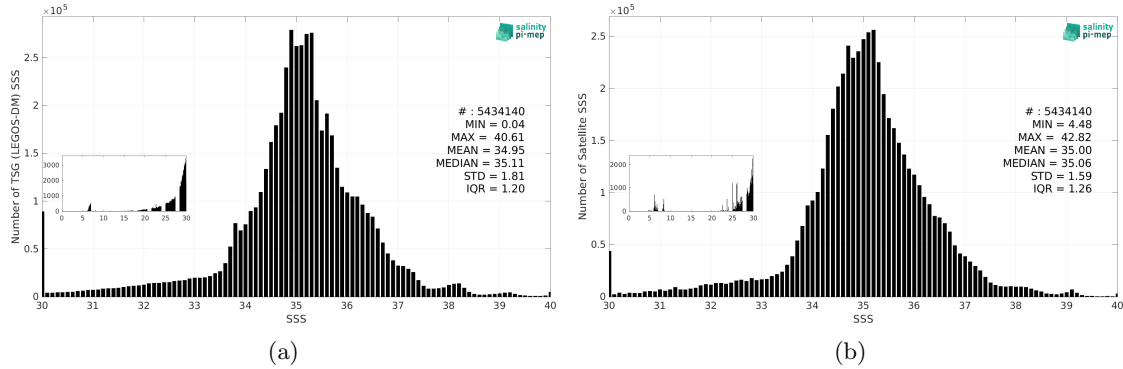 ×10⁵
salinity
pi-mep
# : 5434140
MIN = 0.04
MAX = 40.61
MEAN = 34.95
MEDIAN = 35.11
STD = 1.81
IQR = 1.20
Number of TSG (LEGOS-DM) SSS
2.5
2
1.5
1
0.5
0
3000
2000
1000
0
0 5 10 15 20 25 30
30 31 32 33 34 35 36 37 38 39 40
SSS
(a)
×10⁵
salinity
pi-mep
# : 5434140
MIN = 4.48
MAX = 42.82
MEAN = 35.00
MEDIAN = 35.06
STD = 1.59
IQR = 1.26
Number of Satellite SSS
2.5
2
1.5
1
0.5
0
2000
1000
0
0 5 10 15 20 25 30
30 31 32 33 34 35 36 37 38 39 40
SSS
(b)